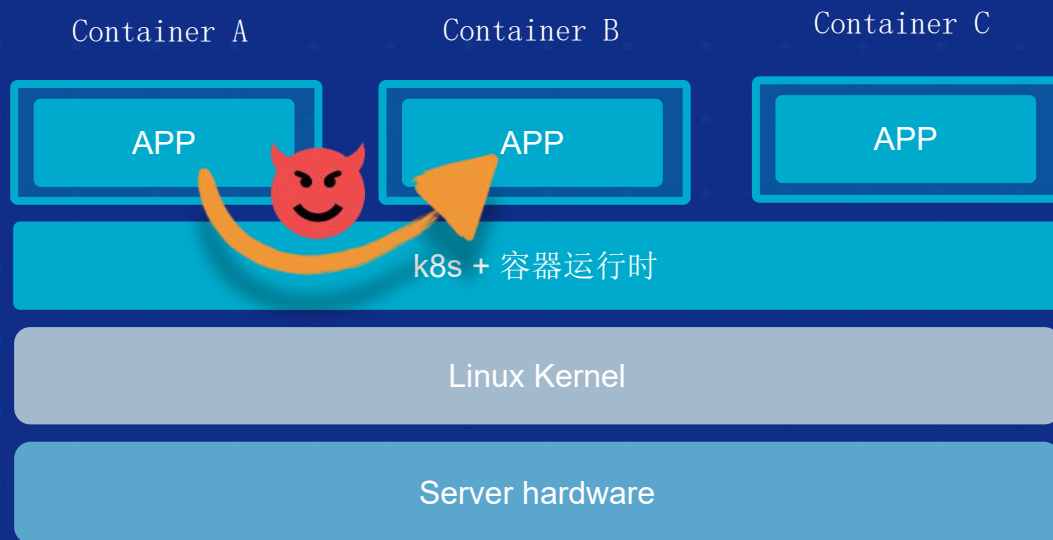 Container A
Container B
Container C
APP
APP
APP
k8s + 容器运行时
Linux Kernel
Server hardware